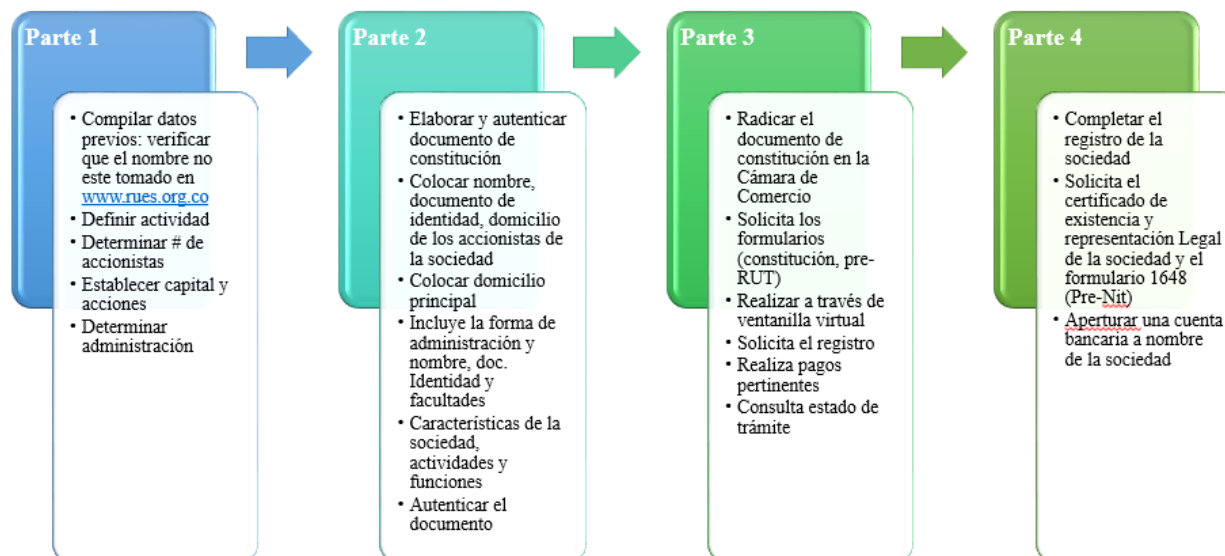 Parte 1
• Compilar datos
previos: verificar
que el nombre no
este tomado en
www.rues.org.co
• Definir actividad
• Determinar # de
accionistas
• Establecer capital y
acciones
• Determinar
administración
Parte 2
• Elaborar y autenticar
documento de
constitución
• Colocar nombre,
documento de
identidad, domicilio
de los accionistas de
la sociedad
• Colocar domicilio
principal
• Incluye la forma de
administración y
nombre, doc.
Identidad y
facultades
• Características de la
sociedad,
actividades y
funciones
• Autenticar el
documento
Parte 3
• Radicar el
documento de
constitución en la
Cámara de
Comercio
• Solicita los
formularios
(constitución, pre-
RUT)
• Realizar a través de
ventanilla virtual
• Solicita el registro
• Realiza pagos
pertinentes
• Consulta estado de
trámite
Parte 4
• Completar el
registro de la
sociedad
• Solicita el
certificado de
existencia y
representación Legal
de la sociedad y el
formulario 1648
(Pre-Nit)
• Aperturar una cuenta
bancaria a nombre
de la sociedad